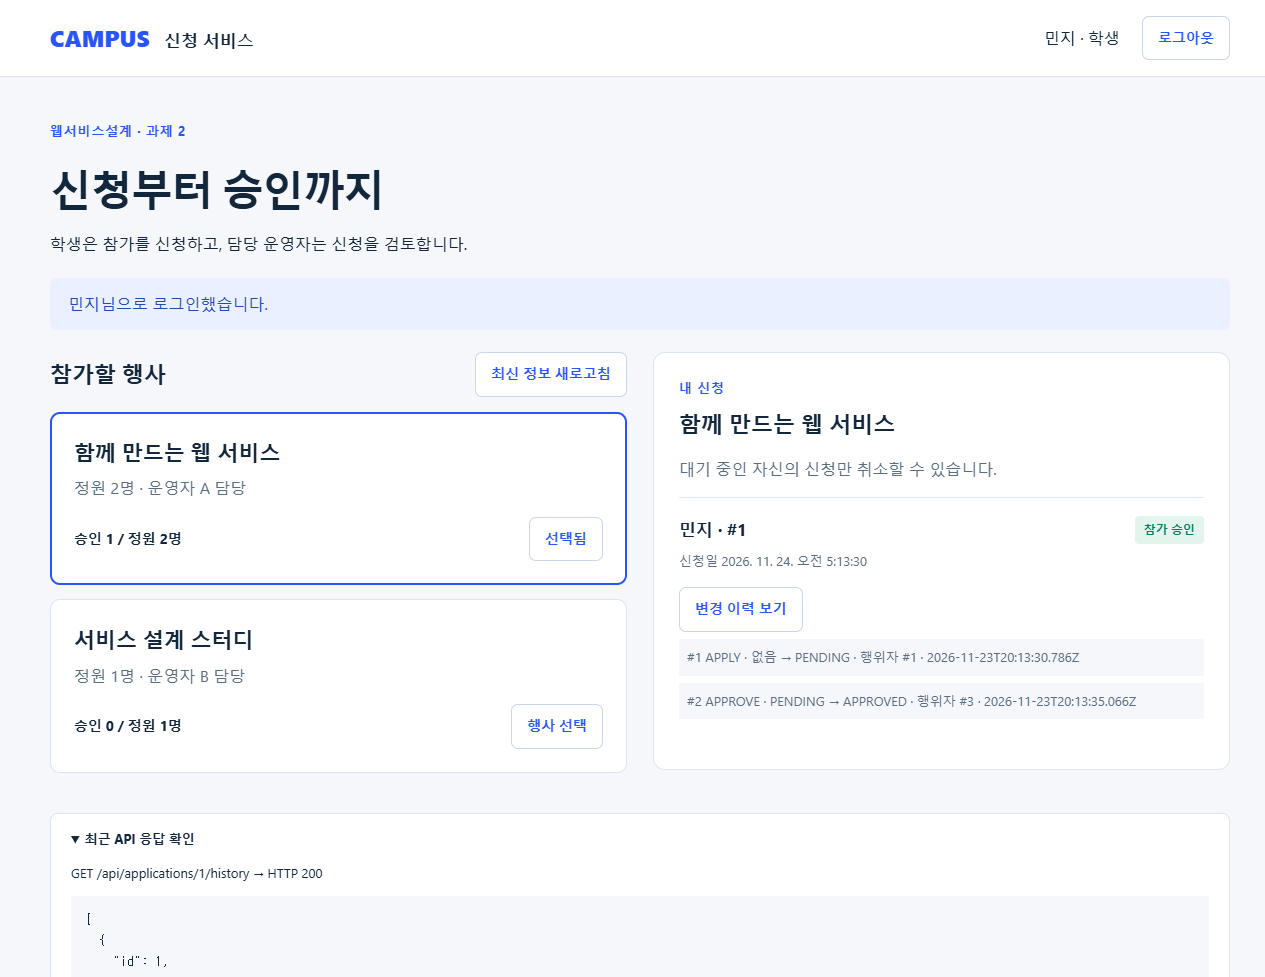 CAMPUS 신청 서비스
민지 · 학생
로그아웃
웹서비스설계 · 과제 2
신청부터 승인까지
학생은 참가를 신청하고, 담당 운영자는 신청을 검토합니다.
민지님으로 로그인했습니다.
참가할 행사
최신 정보 새로고침
함께 만드는 웹 서비스
정원 2명 · 운영자 A 담당
승인 1 / 정원 2명
선택됨
서비스 설계 스터디
정원 1명 · 운영자 B 담당
승인 0 / 정원 1명
행사 선택
내 신청
함께 만드는 웹 서비스
대기 중인 자신의 신청만 취소할 수 있습니다.
민지 · #1
참가 승인
신청일 2026. 11. 24. 오전 5:13:30
변경 이력 보기
#1 APPLY · 없음 → PENDING · 행위자 #1 · 2026-11-23T20:13:30.786Z
#2 APPROVE · PENDING → APPROVED · 행위자 #3 · 2026-11-23T20:13:35.066Z
▼ 최근 API 응답 확인
GET /api/applications/1/history → HTTP 200
[
{
"id": 1,